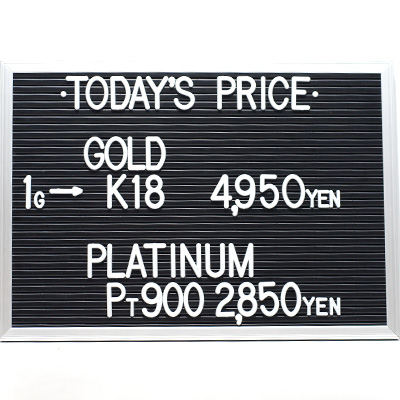 ·TODAY'S PRICE·
GOLD
1G→ K18 4,950YEN
PLATINUM
PT900 2,850YEN